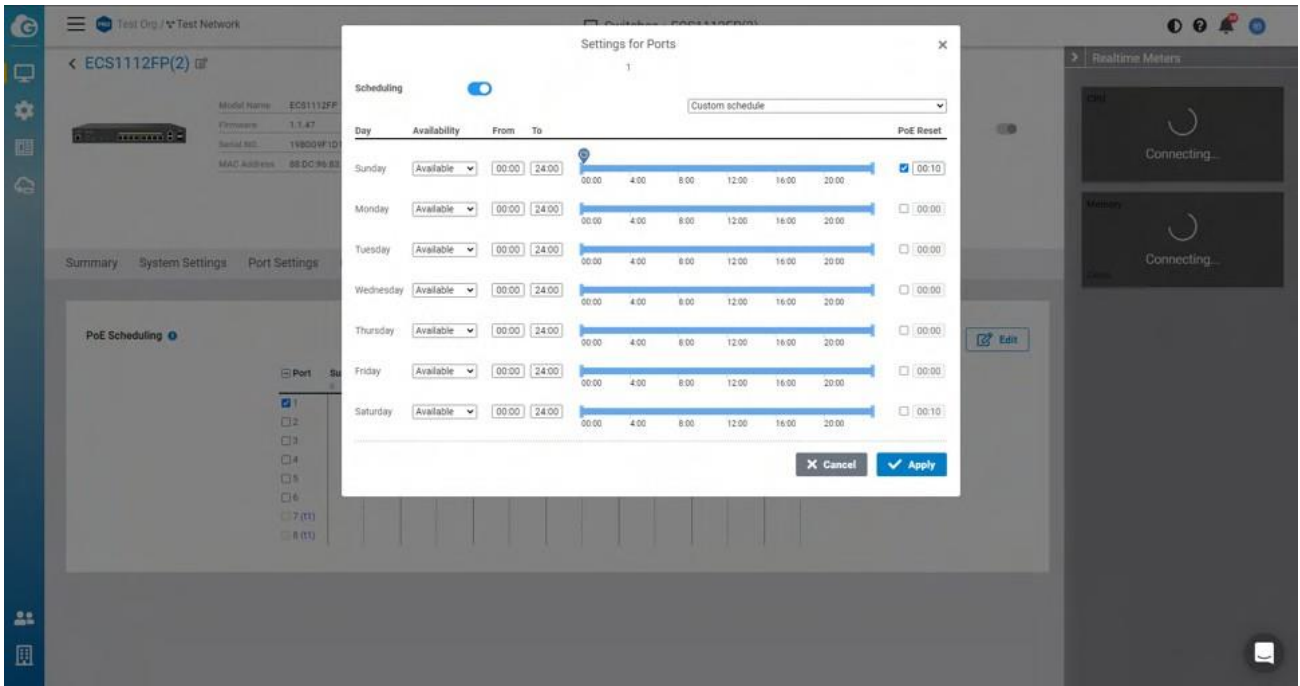 PRO Test Org / Test Network
Switches - ECS1112FP(2)
ECS1112FP(2)
Model Name ECS1112FP
Firmware 1.1.47
Serial NO.
MAC Address
Summary System Settings Port Settings
PoE Scheduling
Edit
Port Su
1
2
3
4
5
6
7 (t1)
8 (t1)
Settings for Ports
1
Scheduling
Custom schedule
Day Availability From To PoE Reset
Sunday Available 00:00 24:00 00:10
00:00 4:00 8:00 12:00 16:00 20:00
Monday Available 00:00 24:00 00:00
00:00 4:00 8:00 12:00 16:00 20:00
Tuesday Available 00:00 24:00 00:00
00:00 4:00 8:00 12:00 16:00 20:00
Wednesday Available 00:00 24:00 00:00
00:00 4:00 8:00 12:00 16:00 20:00
Thursday Available 00:00 24:00 00:00
00:00 4:00 8:00 12:00 16:00 20:00
Friday Available 00:00 24:00 00:00
00:00 4:00 8:00 12:00 16:00 20:00
Saturday Available 00:00 24:00 00:10
00:00 4:00 8:00 12:00 16:00 20:00
Cancel Apply
Realtime Meters
CPU
Connecting...
Memory
Connecting...